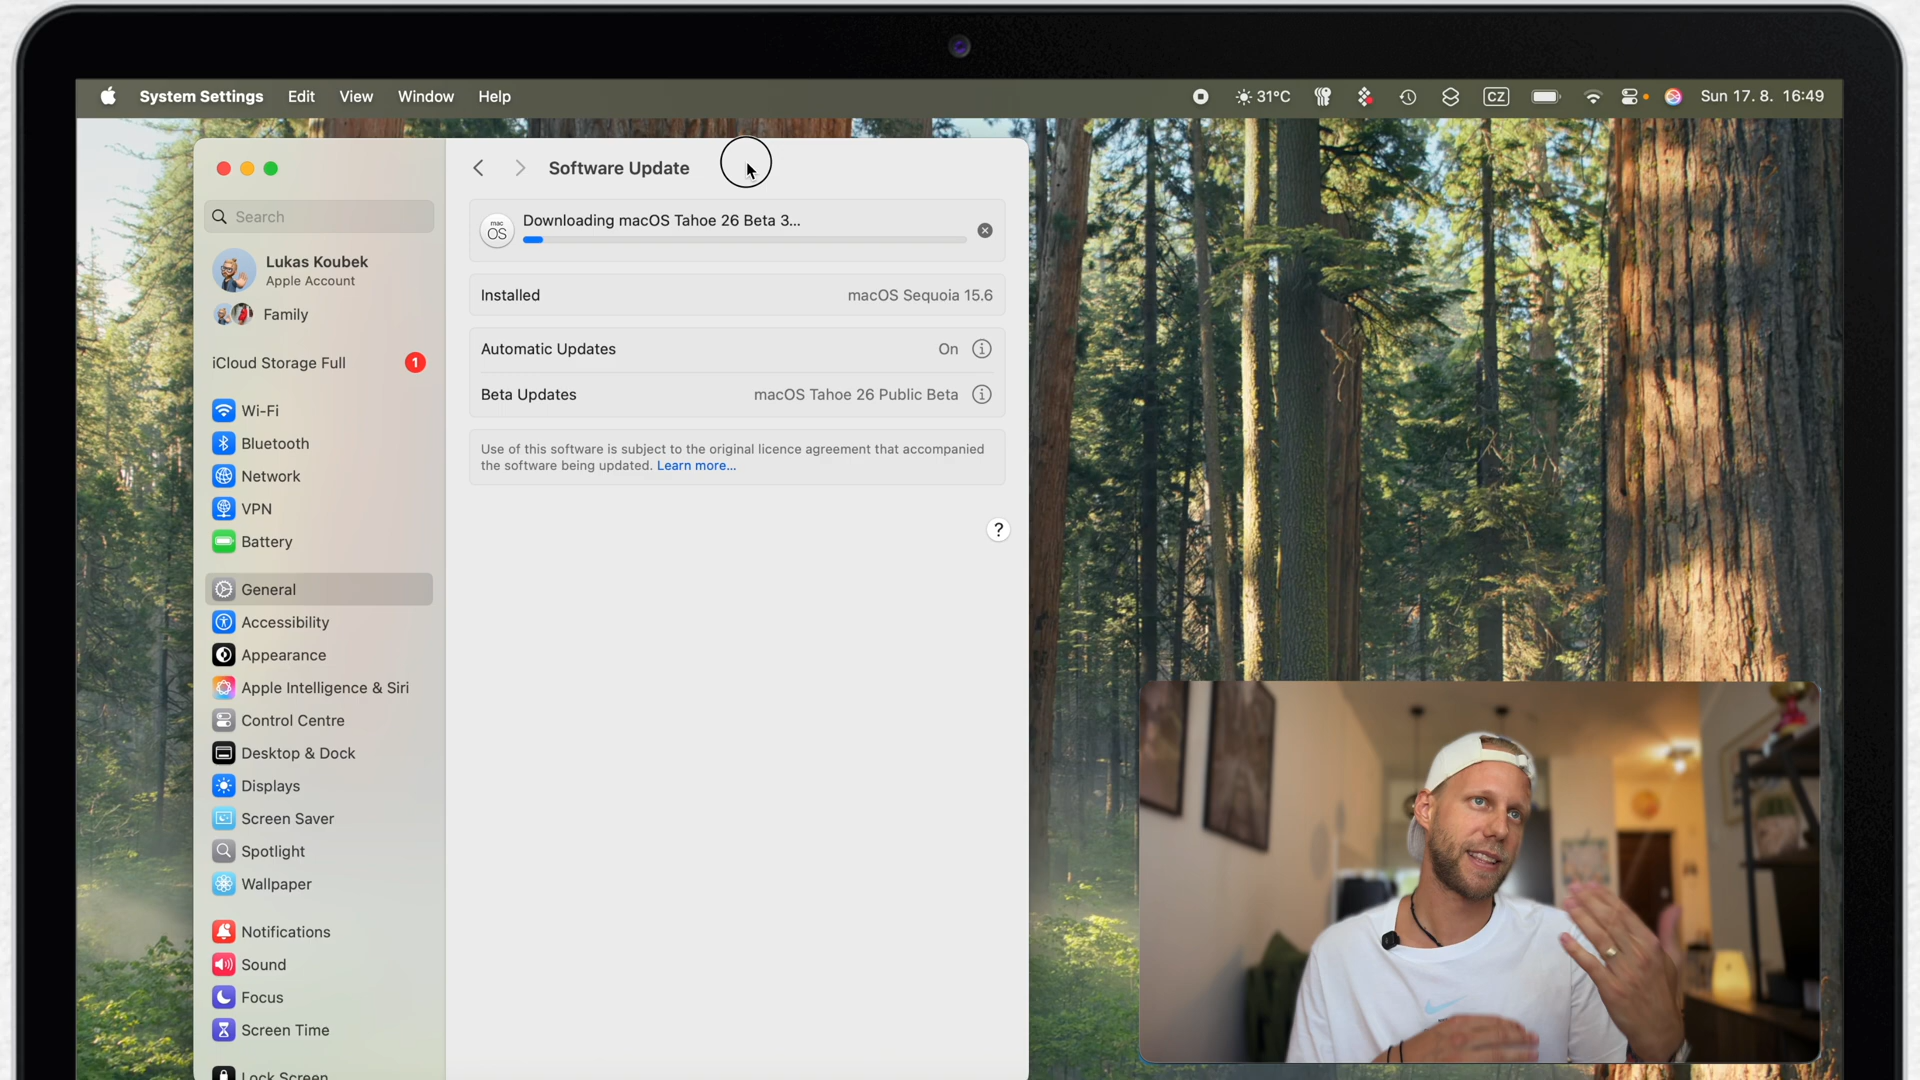 System Settings Edit View Window Help
31°C CZ Sun 17. 8. 16:49
Software Update
Search
Lukas Koubek
Apple Account
Family
iCloud Storage Full 1
Wi-Fi
Bluetooth
Network
VPN
Battery
General
Accessibility
Appearance
Apple Intelligence & Siri
Control Centre
Desktop & Dock
Displays
Screen Saver
Spotlight
Wallpaper
Notifications
Sound
Focus
Screen Time
Lock Screen
mac
OS
Downloading macOS Tahoe 26 Beta 3...
Installed macOS Sequoia 15.6
Automatic Updates On
Beta Updates macOS Tahoe 26 Public Beta
Use of this software is subject to the original licence agreement that accompanied
the software being updated. Learn more...
?